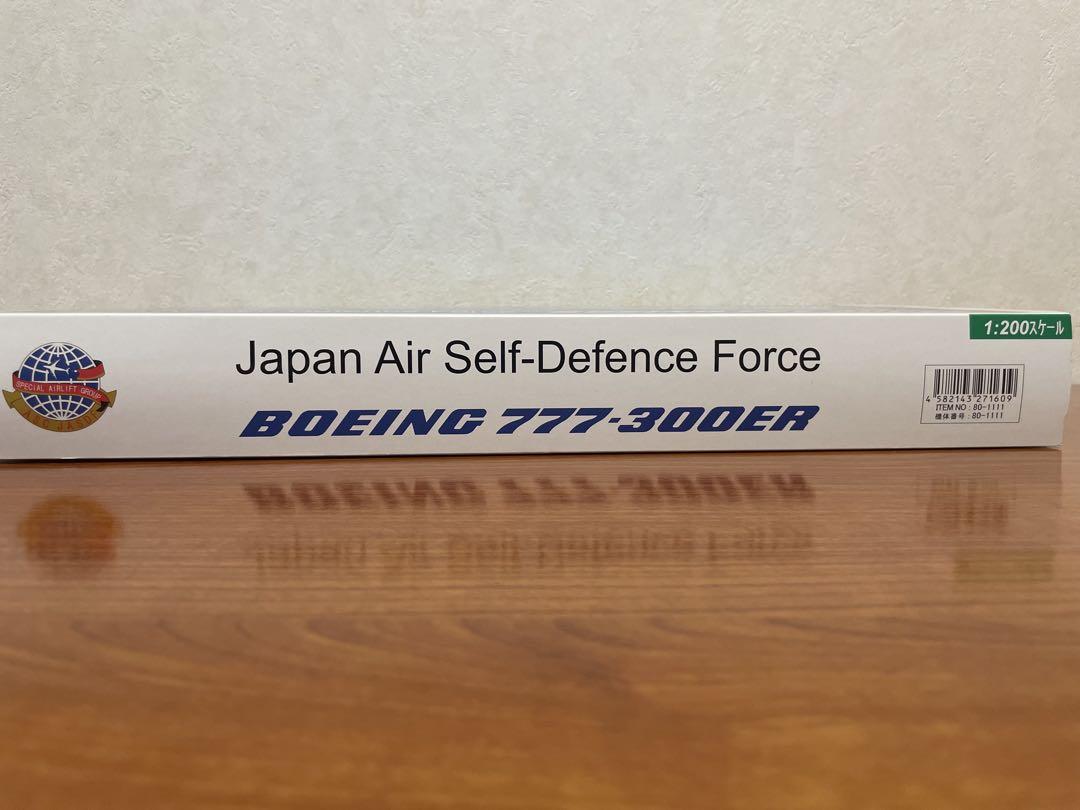 1:200スケール
Japan Air Self-Defence Force
BOEING 777-300ER
SPECIAL AIRLIFT GROUP
4 582143 271609
ITEM NO : 80-1111
機体番号 : 80-1111